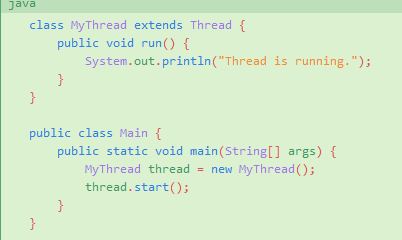 java
class MyThread extends Thread {
    public void run() {
        System.out.println("Thread is running.");
    }
}

public class Main {
    public static void main(String[] args) {
        MyThread thread = new MyThread();
        thread.start();
    }
}